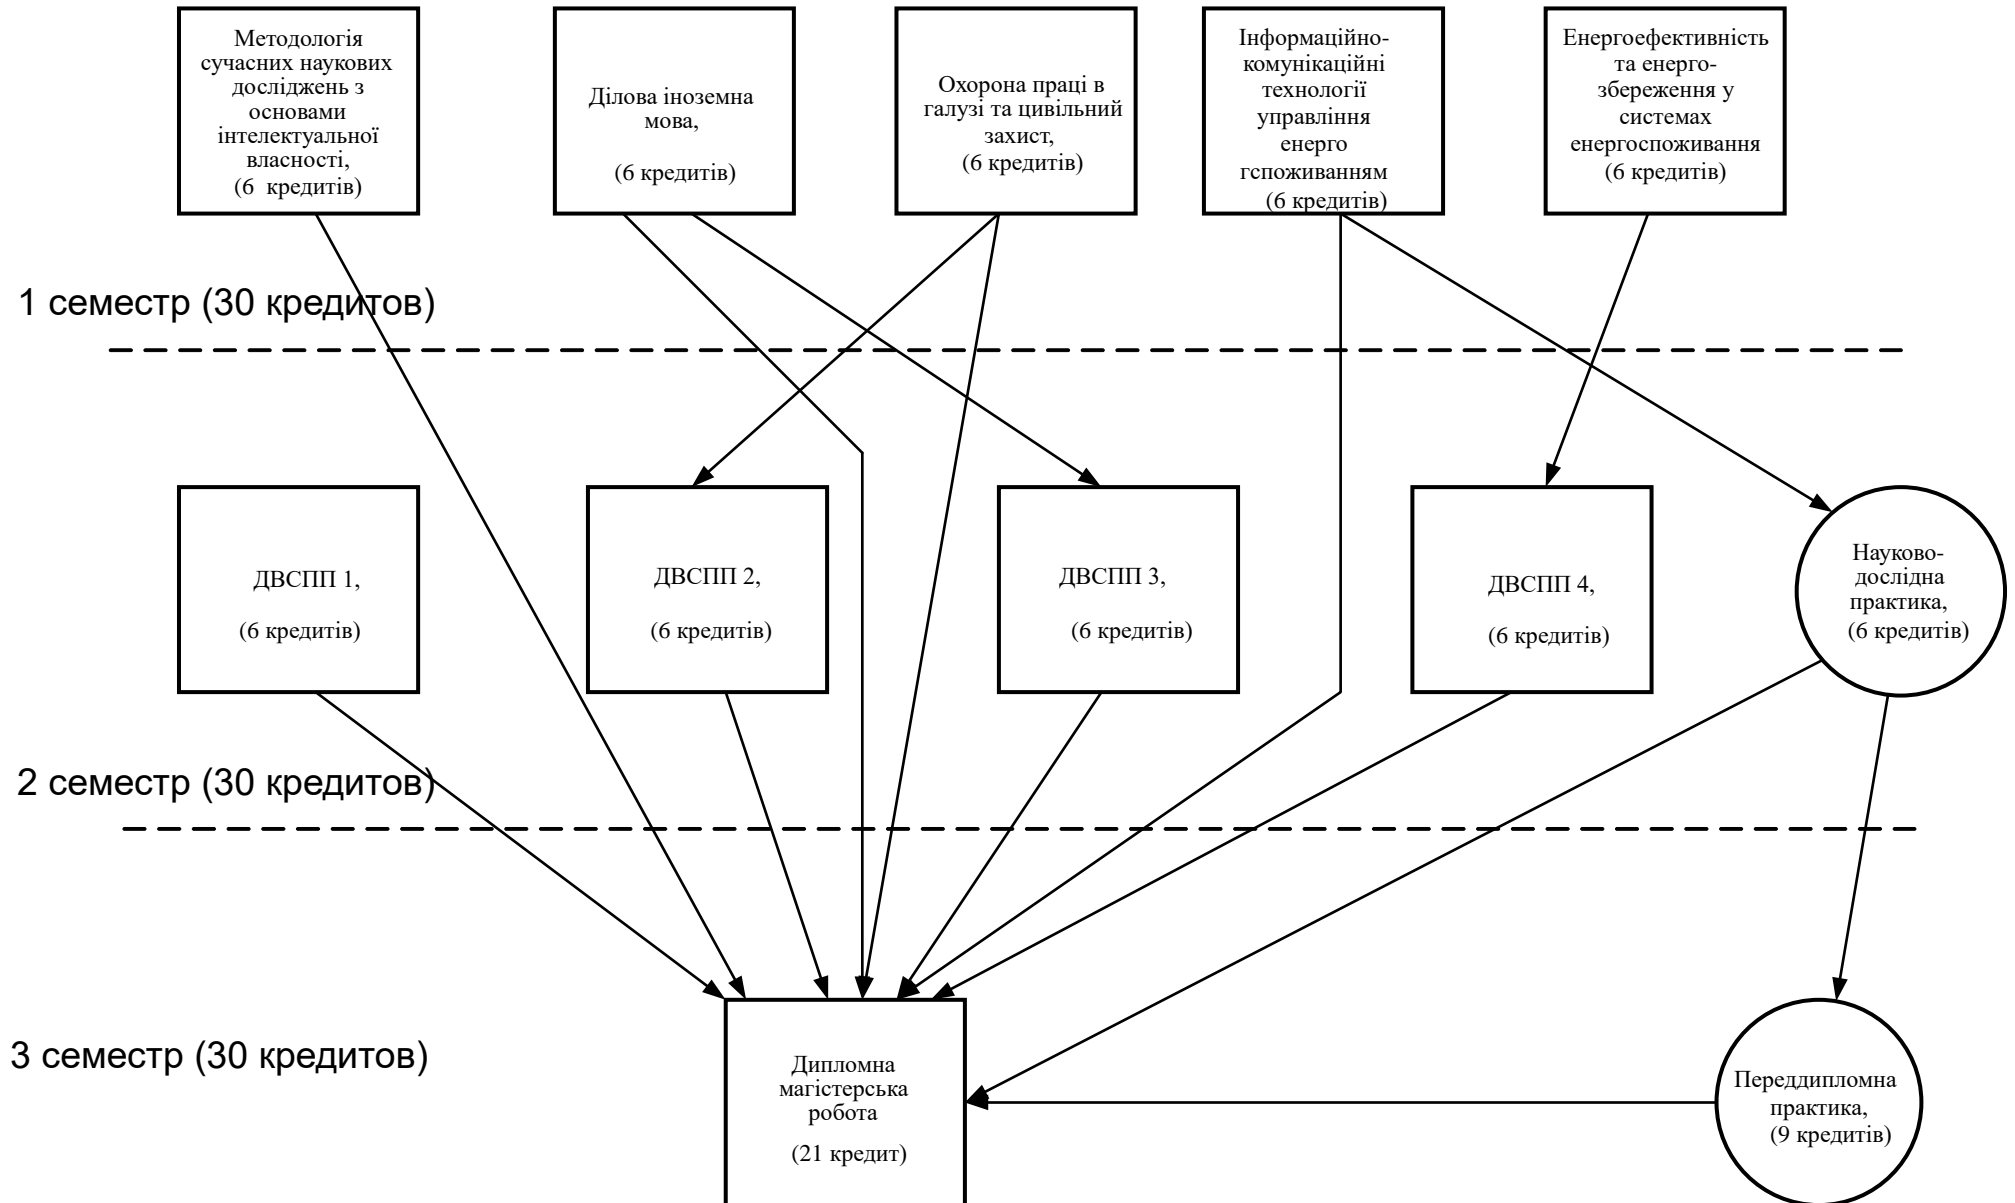 Методологія
сучасних наукових
досліджень з
основами
інтелектуальної
власності,
(6 кредитів)
Ділова іноземна
мова,
(6 кредитів)
Охорона праці в
галузі та цивільний
захист,
(6 кредитів)
Інформаційно-
комунікаційні
технології
управління
енерго
гспоживанням
(6 кредитів)
Енергоефективність
та енерго-
збереження у
системах
енергоспоживання
(6 кредитів)
1 семестр (30 кредитов)
ДВСПП 1,
(6 кредитів)
ДВСПП 2,
(6 кредитів)
ДВСПП 3,
(6 кредитів)
ДВСПП 4,
(6 кредитів)
Науково-
дослідна
практика,
(6 кредитів)
2 семестр (30 кредитов)
3 семестр (30 кредитов)
Дипломна
магістерська
робота
(21 кредит)
Переддипломна
практика,
(9 кредитів)